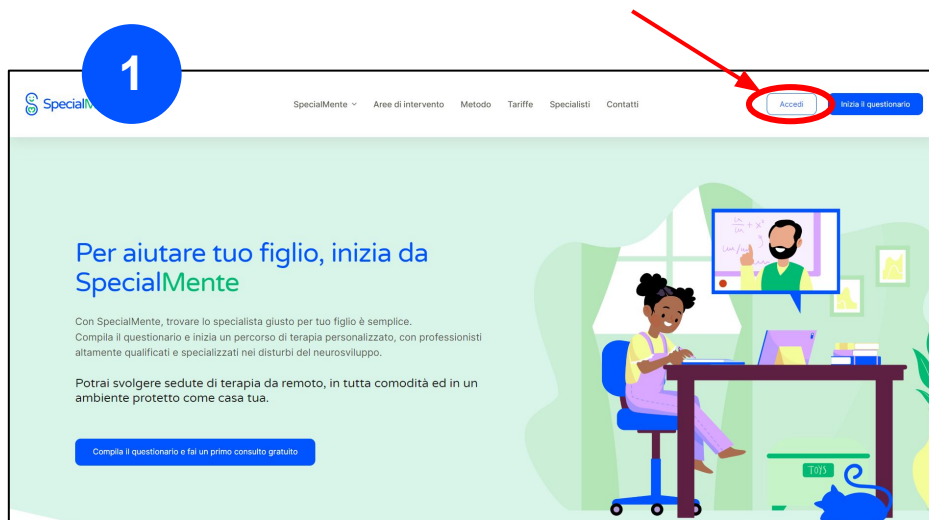 1
Special
SpecialMente Aree di intervento Metodo Tariffe Specialisti Contatti Accedi Inizia il questionario
Per aiutare tuo figlio, inizia da
SpecialMente
Con SpecialMente, trovare lo specialista giusto per tuo figlio è semplice.
Compila il questionario e inizia un percorso di terapia personalizzato, con professionisti
altamente qualificati e specializzati nei disturbi del neurosviluppo.
Potrai svolgere sedute di terapia da remoto, in tutta comodità ed in un
ambiente protetto come casa tua.
Compila il questionario e fai un primo consulto gratuito
TOYS